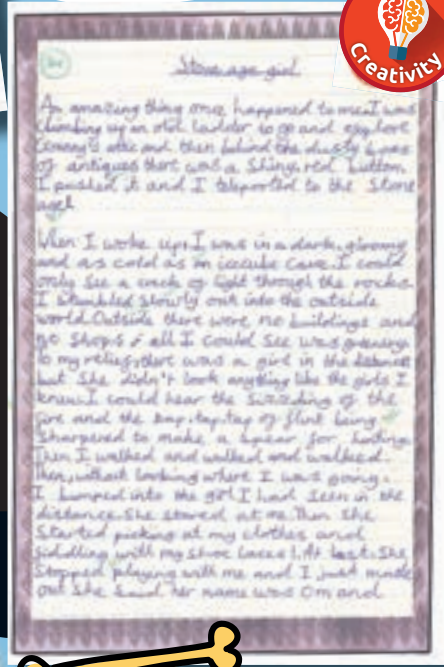 Creativity
Stone age girl
An amazing thing once happened to me. I was
climbing up an old ladder to go and explore
Granny's attic and then behind the dusty boxes
of antiques there was a shiny, red button.
I pushed it and I teleported to the Stone
age!
When I woke up, I was in a dark, gloomy
and as cold as an icecube cave. I could
only see a crack of light through the rocks.
I stumbled slowly out into the outside
world. Outside there were no buildings and
no shops, all I could see was greenery
to my relief, there was a girl in the distance
but she didn't look anything like the girls I
knew. I could hear the of the
fire and the tap, tap, tap of flint being
sharpened to make a spear for hunting.
Then I walked and walked and walked.
Then, without looking where I was going,
I bumped into the girl I had seen in the
distance. She stared at me. Then she
started picking at my clothes and
fiddling with my shoe laces!. At last, she
stopped playing with me and I just made
out she said her name was Om and